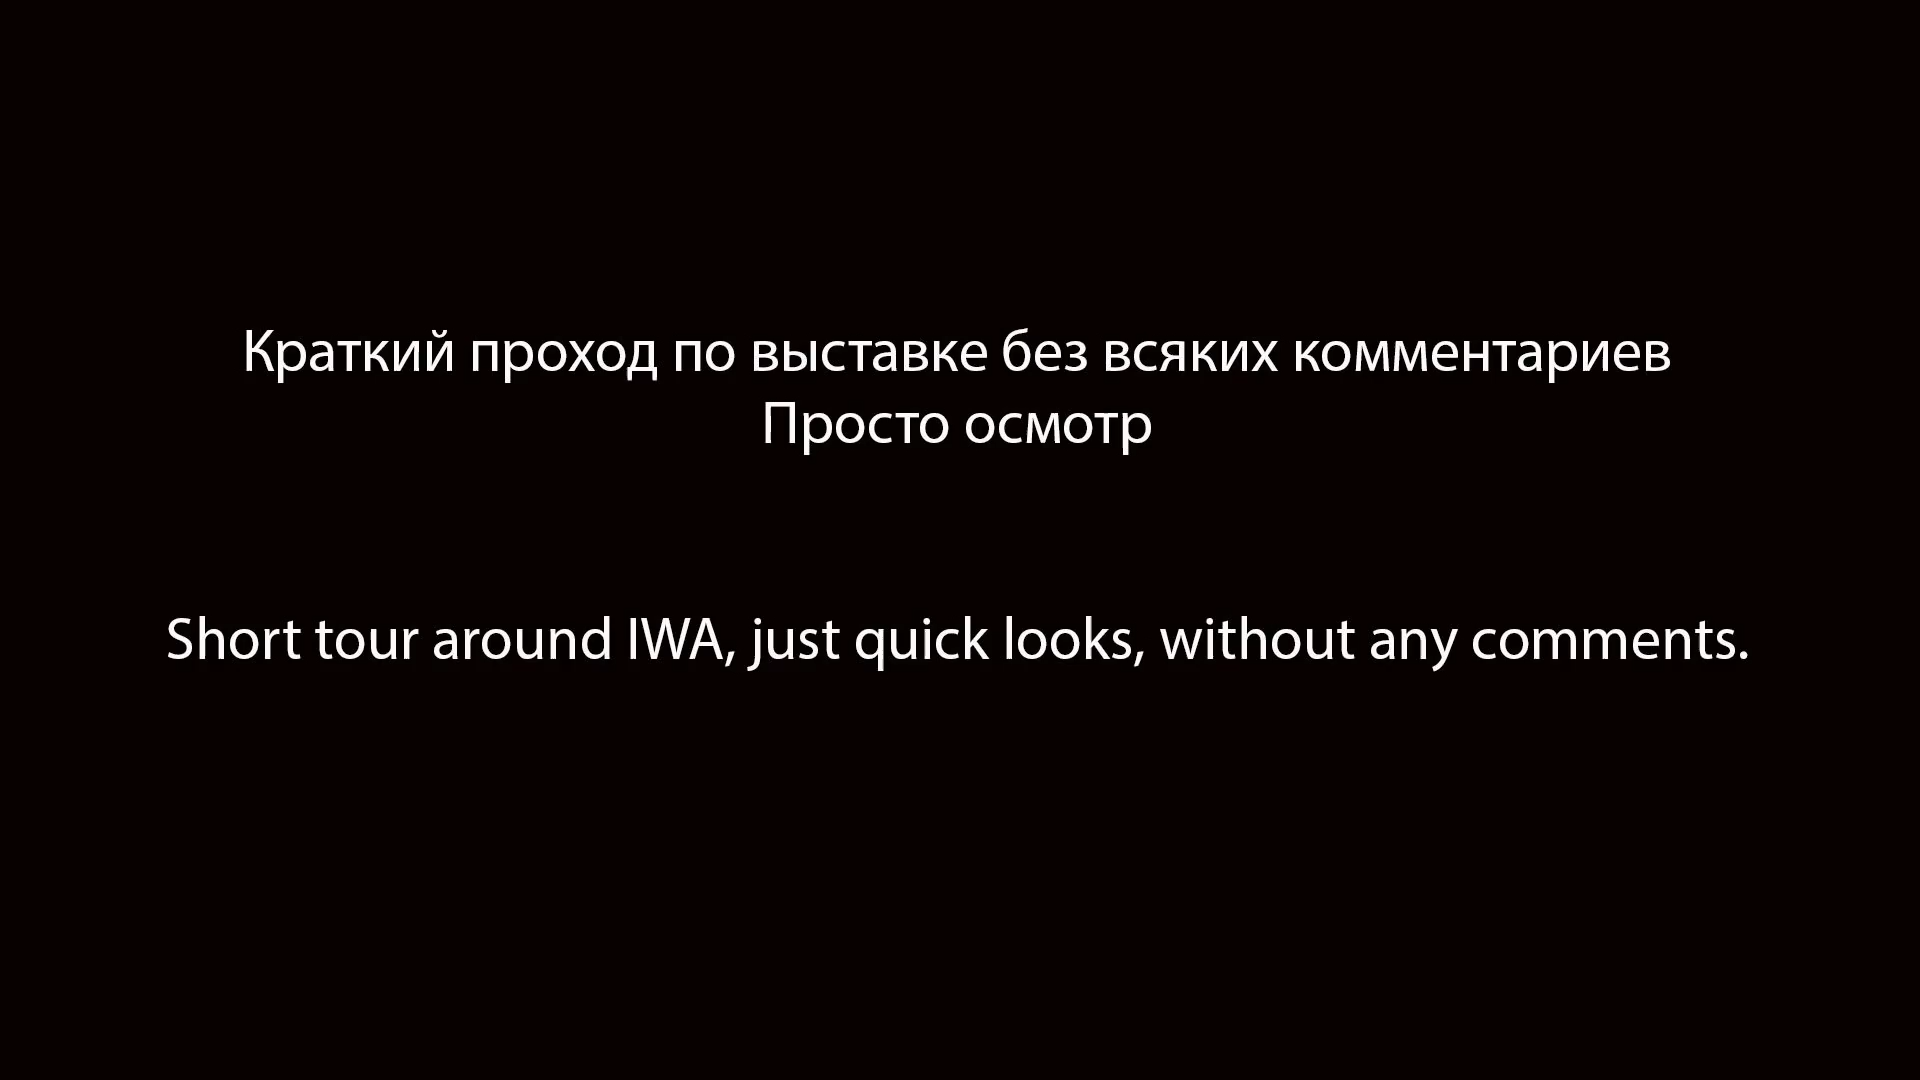 Краткий проход по выставке без всяких комментариев
Просто осмотр
Short tour around IWA, just quick looks, without any comments.